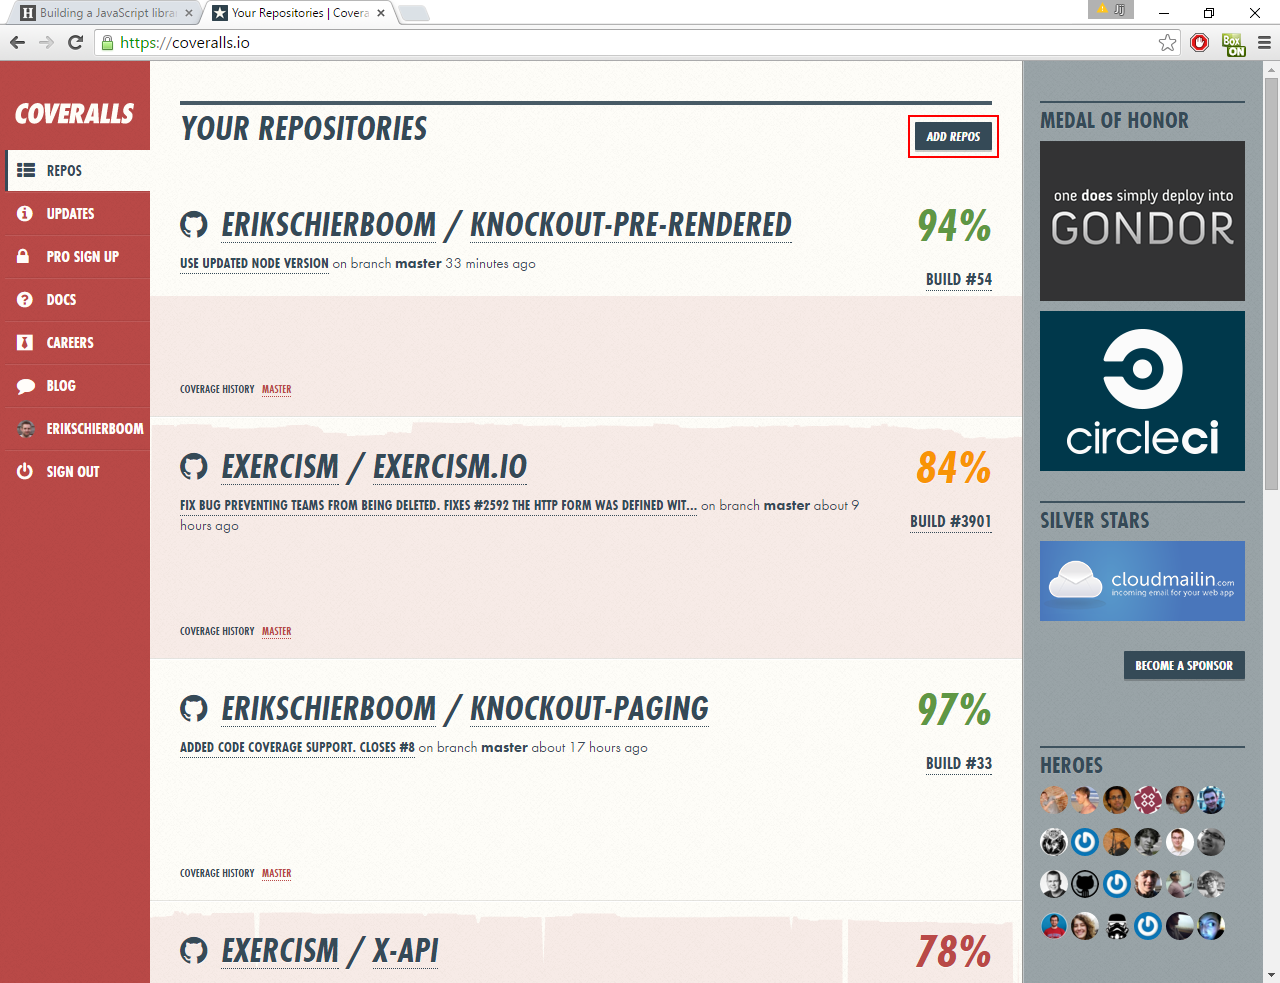 Building a JavaScript librar
Your Repositories | Covera
Jij
https://coveralls.io
Box
ON
COVERALLS
REPOS
UPDATES
PRO SIGN UP
DOCS
CAREERS
BLOG
ERIKSCHIERBOOM
SIGN OUT
YOUR REPOSITORIES
ADD REPOS
ERIKSCHIERBOOM / KNOCKOUT-PRE-RENDERED
94%
USE UPDATED NODE VERSION on branch master 33 minutes ago
BUILD #54
COVERAGE HISTORY MASTER
EXERCISM / EXERCISM.IO
84%
FIX BUG PREVENTING TEAMS FROM BEING DELETED. FIXES #2592 THE HTTP FORM WAS DEFINED WIT... on branch master about 9
hours ago
BUILD #3901
COVERAGE HISTORY MASTER
ERIKSCHIERBOOM / KNOCKOUT-PAGING
97%
ADDED CODE COVERAGE SUPPORT. CLOSES #8 on branch master about 17 hours ago
BUILD #33
COVERAGE HISTORY MASTER
EXERCISM / X-API
78%
MEDAL OF HONOR
one does simply deploy into
GONDOR
circleci
SILVER STARS
cloudmailin.com
incoming email for your web app
BECOME A SPONSOR
HEROES